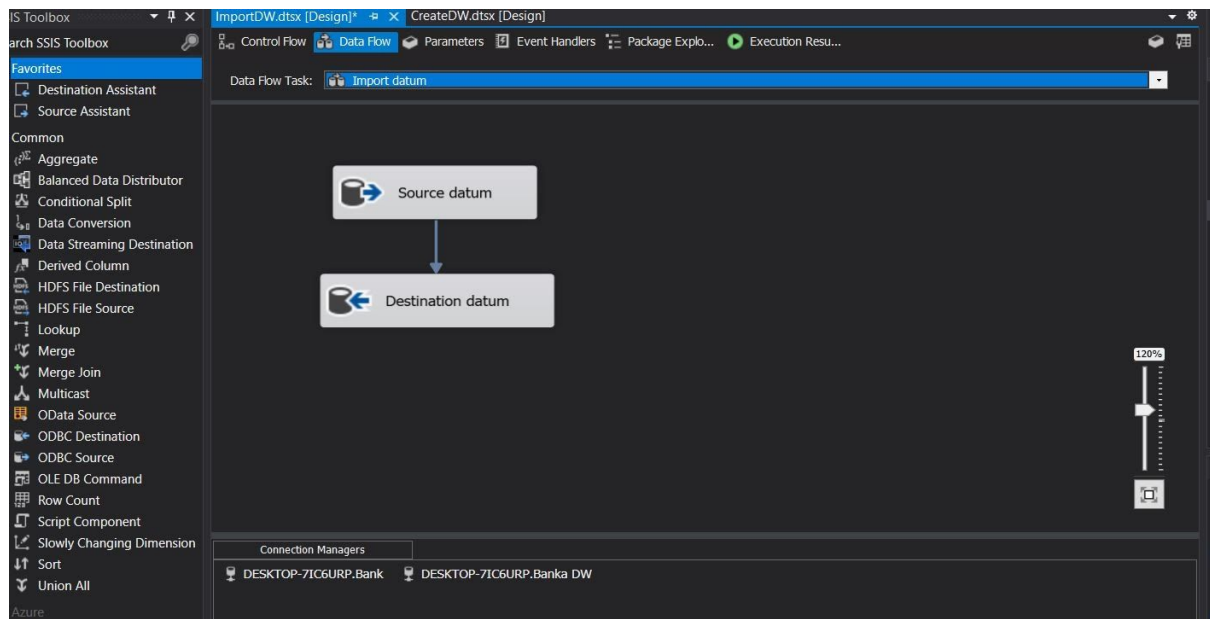 IS Toolbox
ImportDW.dtsx [Design]* CreateDW.dtsx [Design]
arch SSIS Toolbox
Control Flow Data Flow Parameters Event Handlers Package Explo... Execution Resu...
Data Flow Task: Import datum
Favorites
Destination Assistant
Source Assistant
Common
Aggregate
Balanced Data Distributor
Conditional Split
Data Conversion
Data Streaming Destination
Derived Column
HDFS File Destination
HDFS File Source
Lookup
Merge
Merge Join
Multicast
OData Source
ODBC Destination
ODBC Source
OLE DB Command
Row Count
Script Component
Slowly Changing Dimension
Sort
Union All
Azure
Source datum
Destination datum
120%
Connection Managers
DESKTOP-7IC6URP.Bank DESKTOP-7IC6URP.Banka DW